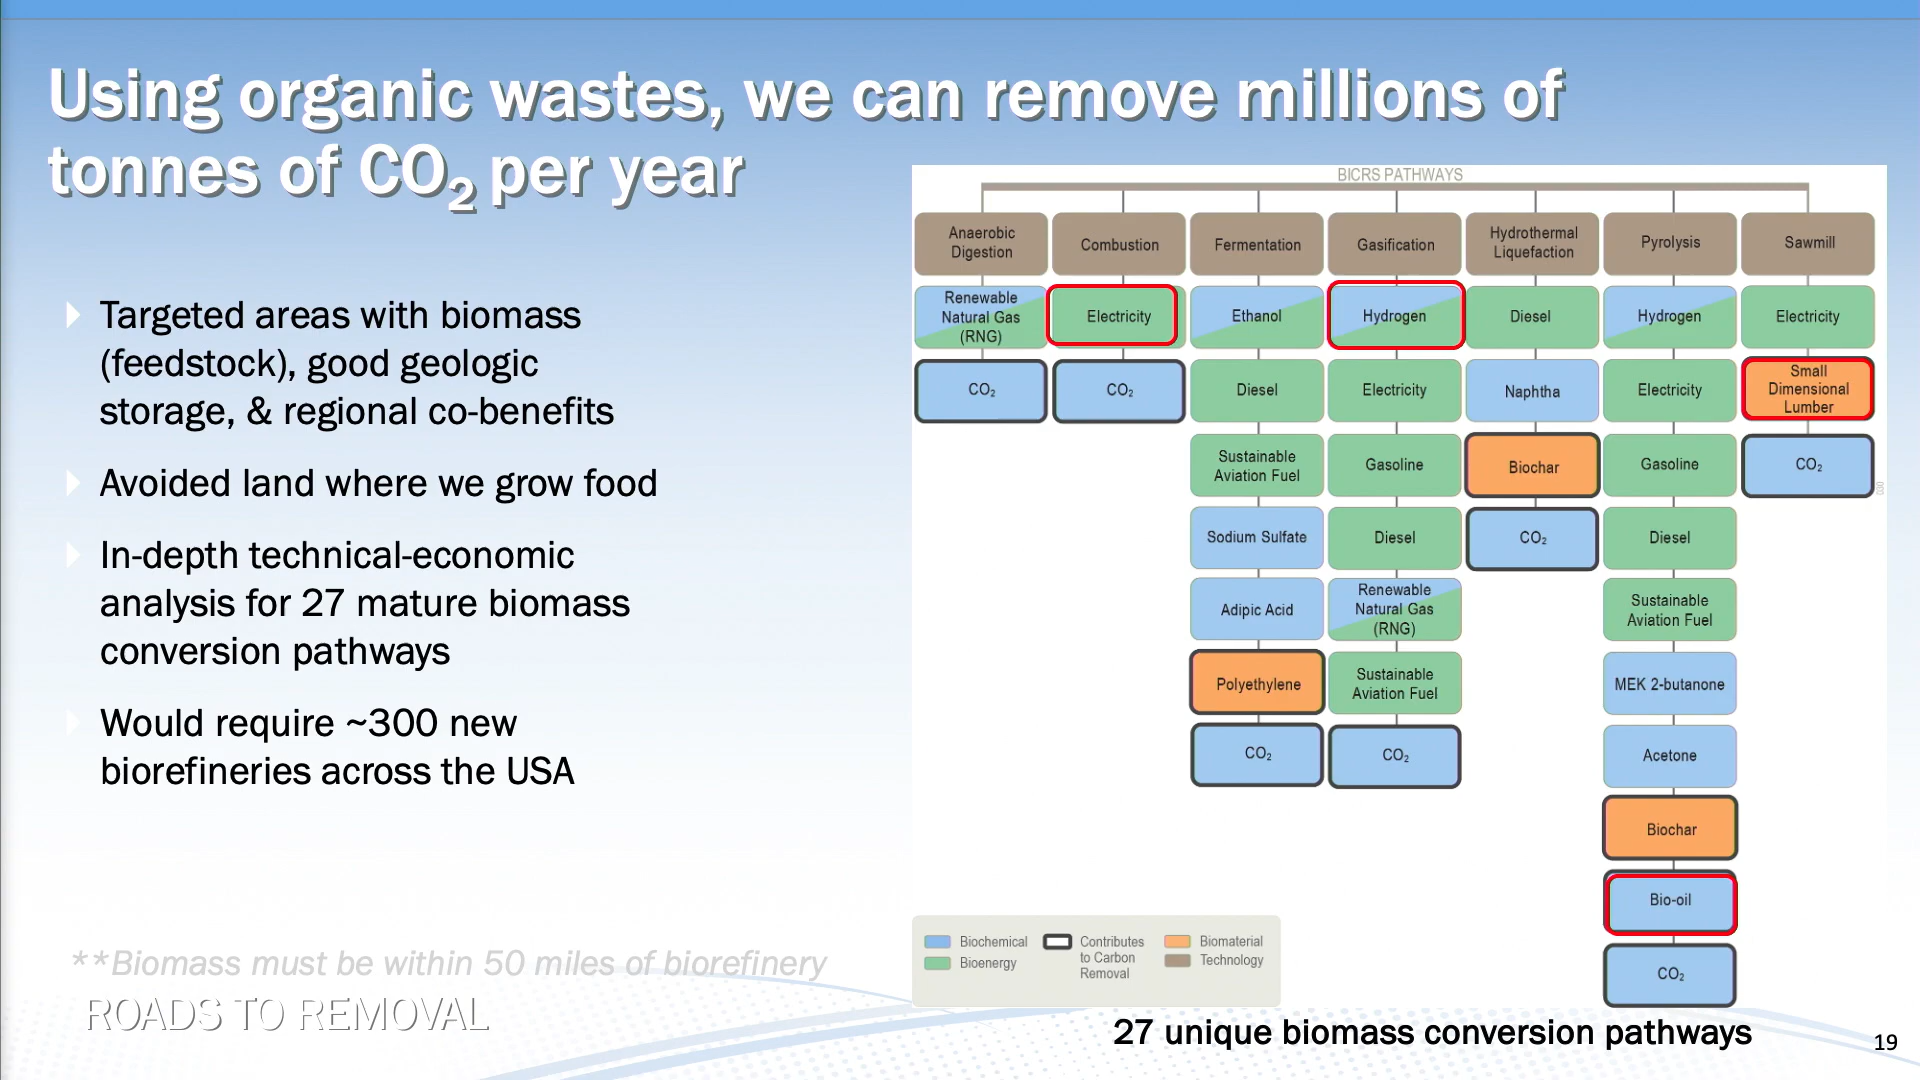 Using organic wastes, we can remove millions of
tonnes of CO₂ per year
Targeted areas with biomass
(feedstock), good geologic
storage, & regional co-benefits
Avoided land where we grow food
In-depth technical-economic
analysis for 27 mature biomass
conversion pathways
Would require ~300 new
biorefineries across the USA
**Biomass must be within 50 miles of biorefinery
ROADS TO REMOVAL
BICRS PATHWAYS
Anaerobic
Digestion
Renewable
Natural Gas
(RNG)
CO₂
Combustion
Electricity
CO₂
Fermentation
Ethanol
Diesel
Sustainable
Aviation Fuel
Sodium Sulfate
Adipic Acid
Polyethylene
CO₂
Gasification
Hydrogen
Electricity
Gasoline
Diesel
Renewable
Natural Gas
(RNG)
Sustainable
Aviation Fuel
CO₂
Hydrothermal
Liquefaction
Diesel
Naphtha
Biochar
CO₂
Pyrolysis
Hydrogen
Electricity
Gasoline
Diesel
Sustainable
Aviation Fuel
MEK 2-butanone
Acetone
Biochar
Bio-oil
CO₂
Sawmill
Electricity
Small
Dimensional
Lumber
CO₂
Biochemical
Bioenergy
Contributes
to Carbon
Removal
Biomaterial
Technology
27 unique biomass conversion pathways
19